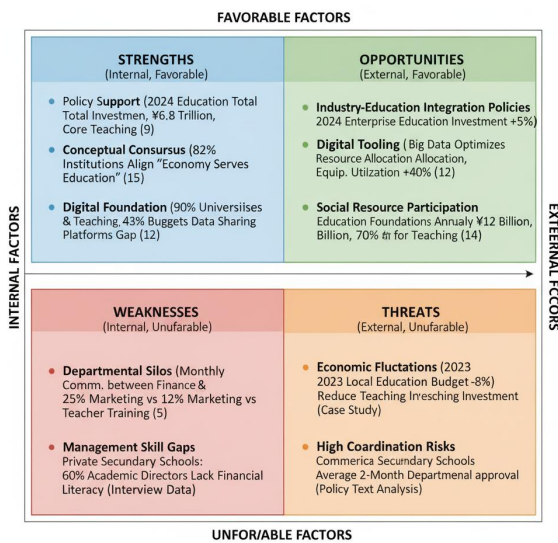 FAVORABLE FACTORS
STRENGTHS
(Internal, Favorable)
Policy Support (2024 Education Total
Total Investmen, ¥6.8 Trillion,
Core Teaching (9)
Conceptual Consursus (82%
Institutions Align "Economy Serves
Education" (15)
Digital Foundation (90% Universiises
& Teaching, 43% Buggets Data Sharing
Platforms Gap (12)
OPPORTUNITIES
(External, Favorable)
Industry-Education Integration Policies
2024 Enterprise Education Investment +5%)
Digital Tooling (Big Data Optimizes
Resource Allocation Allocation,
Equip. Utilzation +40% (12)
Social Resource Participation
Education Foundations Annualy ¥12 Billion,
Billion, 70% for Teaching (14)
INTERNAL FACTORS
EXTEERNAL FCCORS
WEAKNESSES
(Internal, Unufarable)
Departmental Silos (Monthly
Comm. between Finance &
25% Marketing vs 12% Marketing vs
Teacher Training (5)
Management Skill Gaps
Private Secundary Schools:
60% Academic Directors Lack Financial
Literacy (Interview Data)
THREATS
(External, Unufarable)
Economic Fluctations (2023
2023 Local Education Budget -8%)
Reduce Teaching Investment
(Case Study)
High Coardination Risks
Commerica Secundary Schools
Average 2-Month Deparmenal approval
(Policy Text Analysis)
UNFOR/ABLE FACTORS